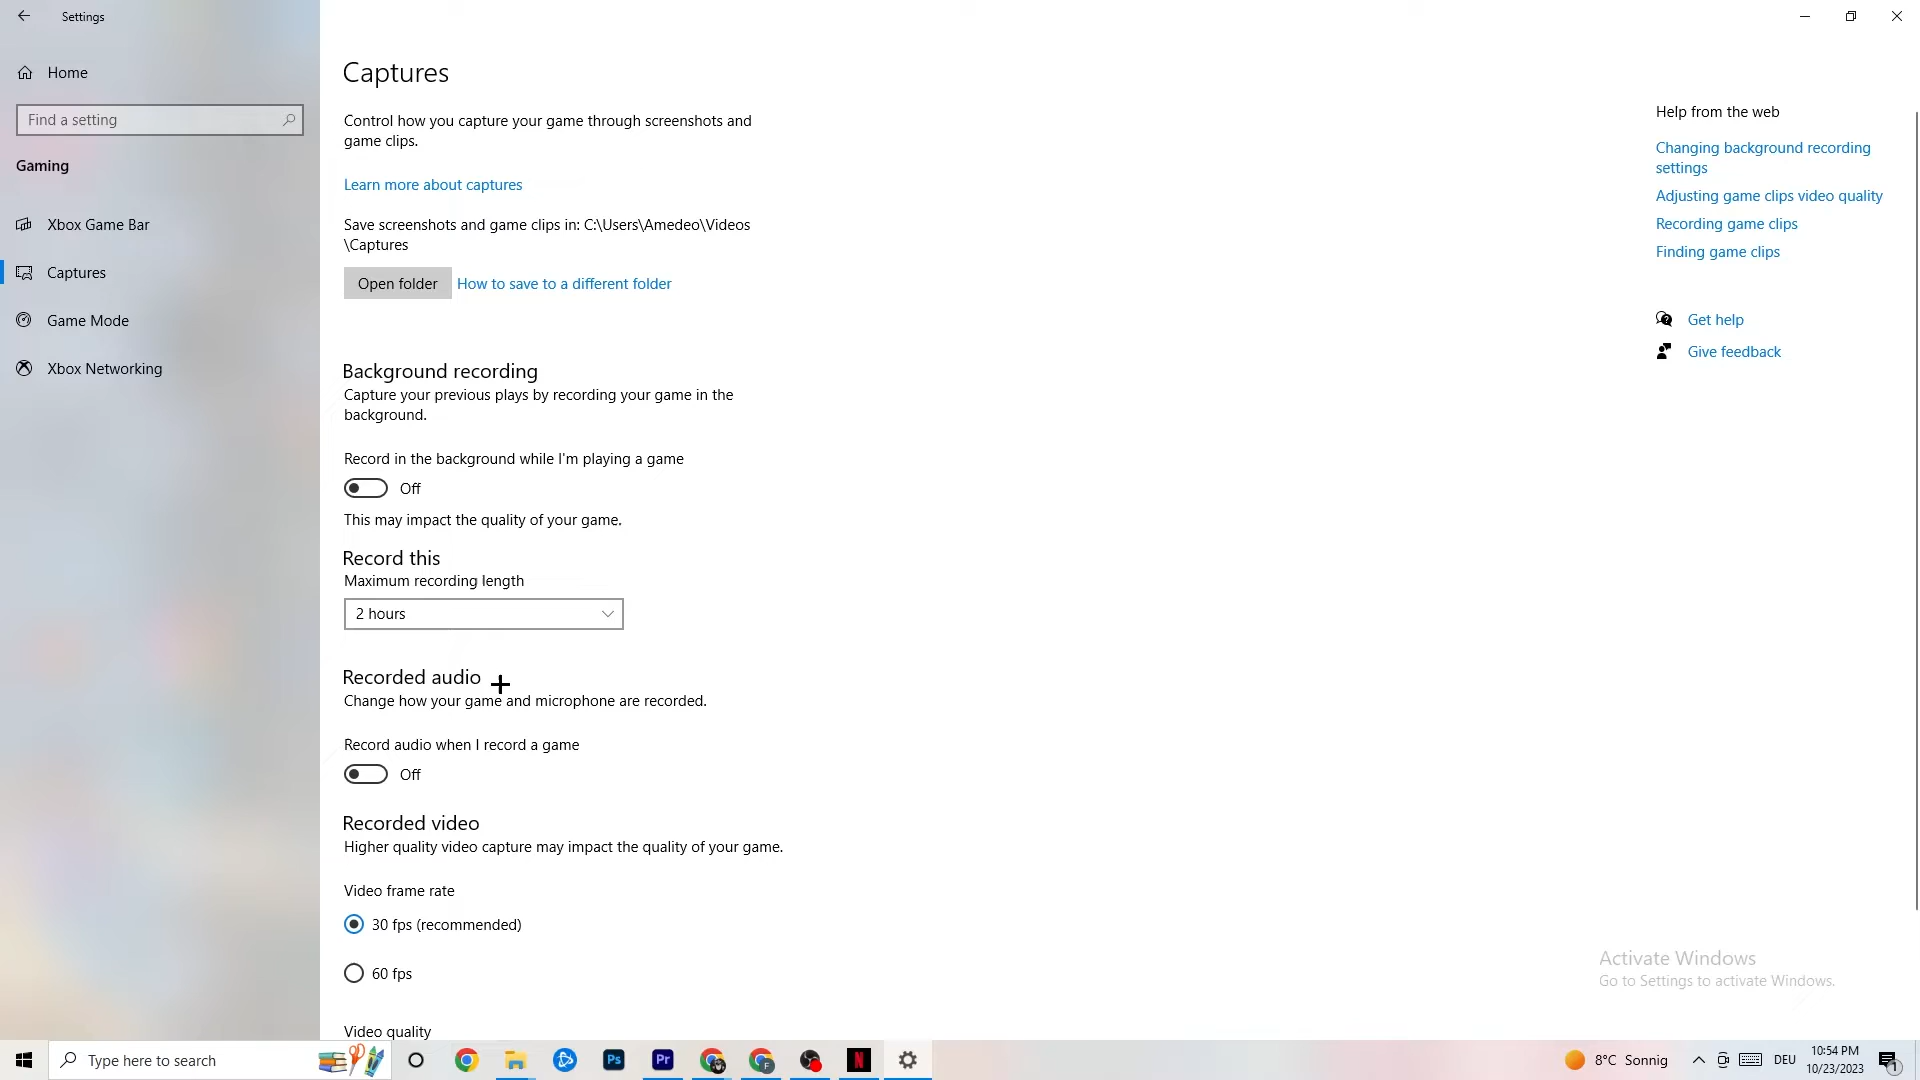 Settings
Home
Find a setting
Gaming
Xbox Game Bar
Captures
Game Mode
Xbox Networking
Captures
Control how you capture your game through screenshots and
game clips.
Learn more about captures
Save screenshots and game clips in: C:\Users\Amedeo\Videos
\Captures
Open folder
How to save to a different folder
Background recording
Capture your previous plays by recording your game in the
background.
Record in the background while I'm playing a game
Off
This may impact the quality of your game.
Record this
Maximum recording length
2 hours
Recorded audio
Change how your game and microphone are recorded.
Record audio when I record a game
Off
Recorded video
Higher quality video capture may impact the quality of your game.
Video frame rate
30 fps (recommended)
60 fps
Video quality
Help from the web
Changing background recording
settings
Adjusting game clips video quality
Recording game clips
Finding game clips
Get help
Give feedback
Activate Windows
Go to Settings to activate Windows.
Type here to search
Ps
Pr
F
N
8°C Sonnig
DEU
10:54 PM
10/23/2023
1